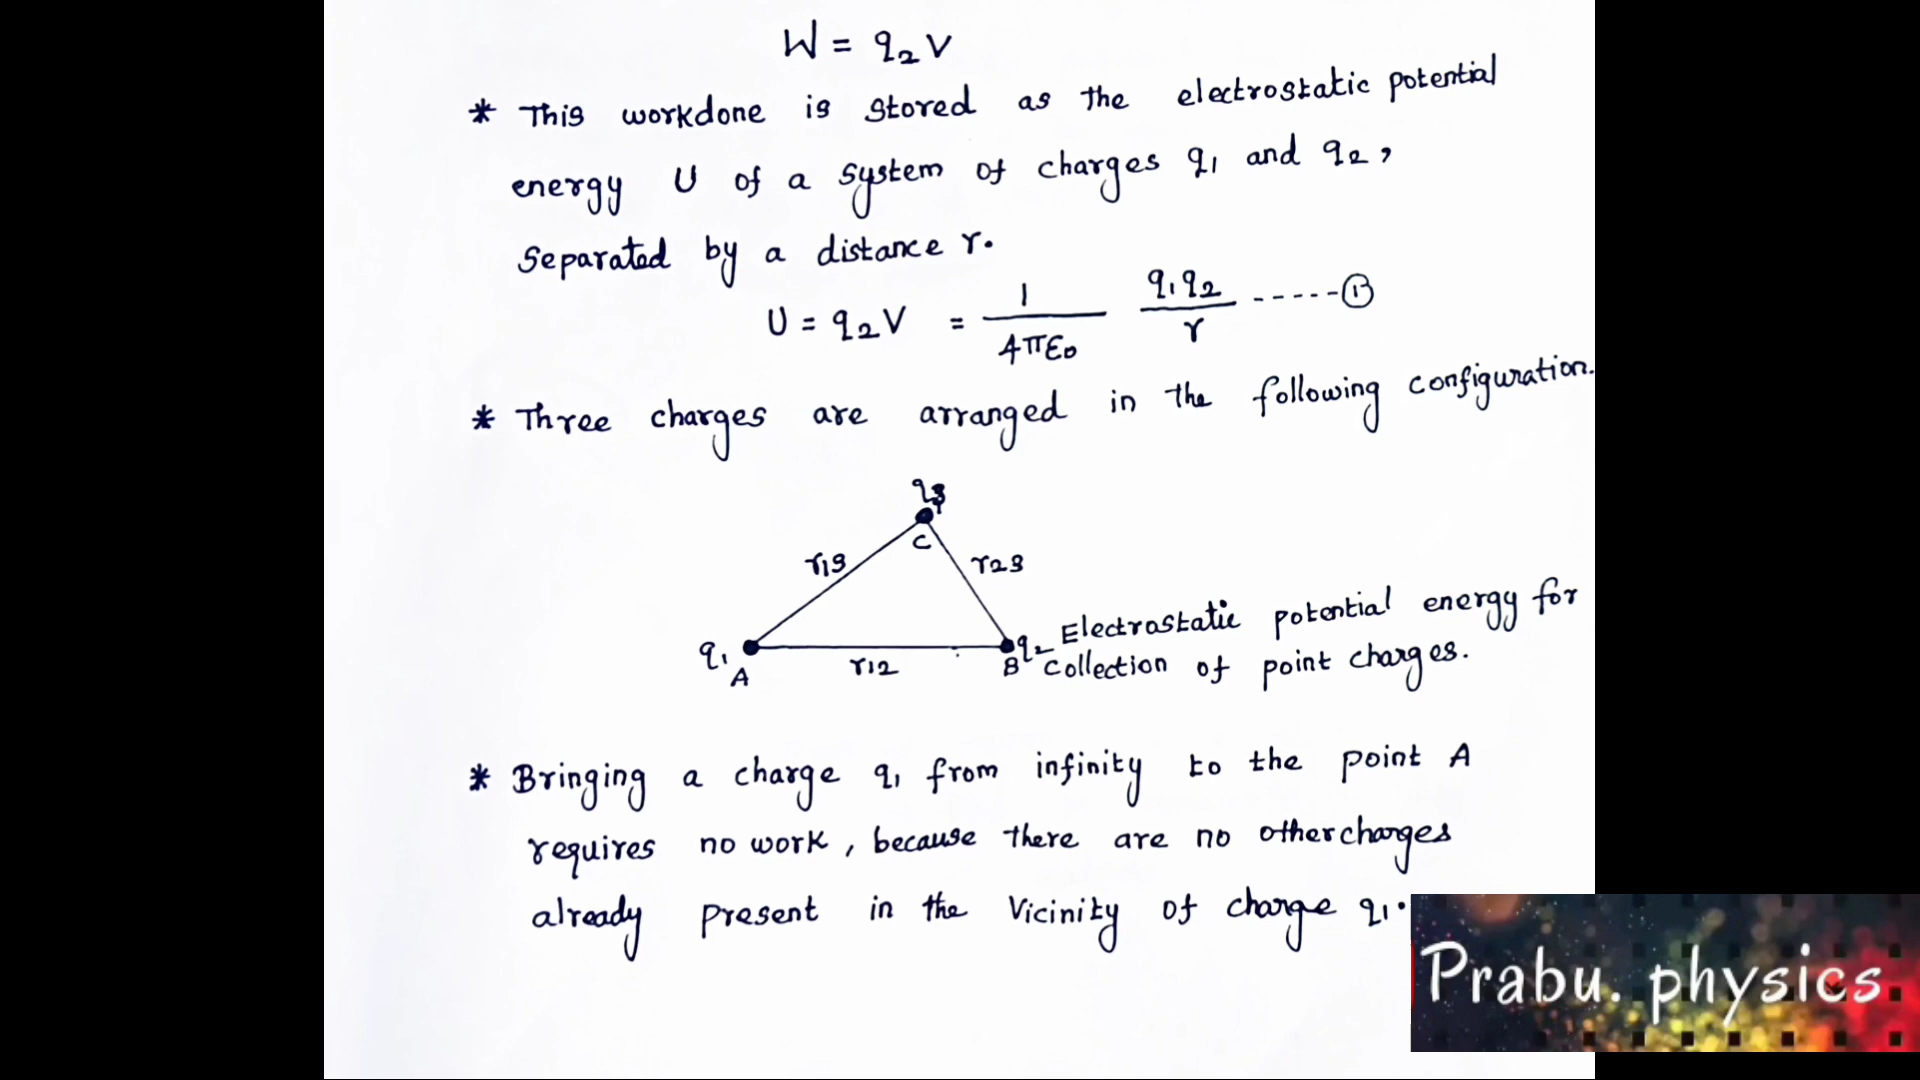 W = q₂V
* This workdone is stored as the electrostatic potential
energy U of a system of charges q₁ and q₂,
Separated by a distance r.
U = q₂V = 1/4πε₀ q₁q₂/r -----⑬
* Three charges are arranged in the following configuration.
q₃
C
r₁₃ r₂₃
q₁ A r₁₂ B q₂
Electrostatic potential energy for
collection of point charges.
* Bringing a charge q₁ from infinity to the point A
requires no work, because there are no other charges
already present in the Vicinity of charge q₁.
Prabu. physics